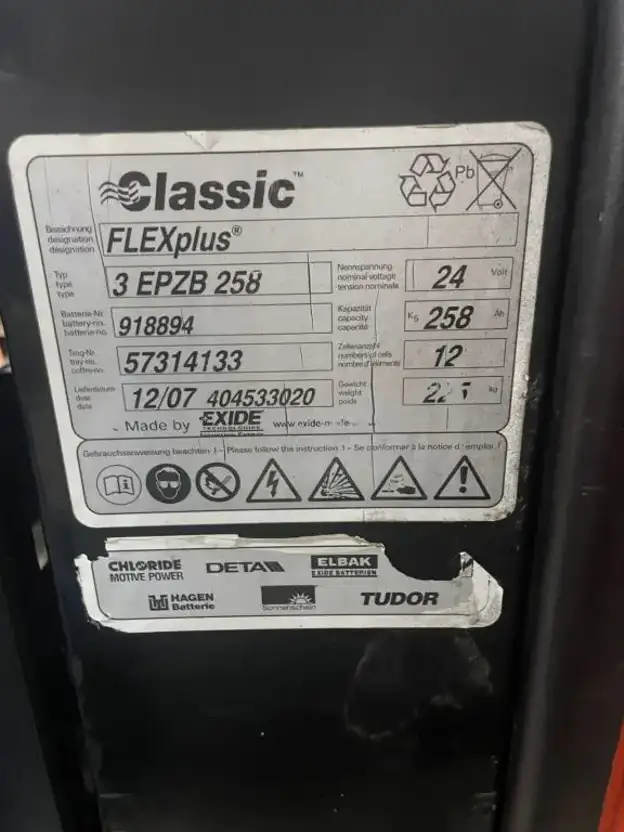 Classic™
Pb
Bezeichnung
designation
désignation
FLEXplus®
Typ
type
type
3 EPZB 258
Nennspannung
nominal voltage
tension nominale
24 Volt
Batterie-Nr.
battery-no.
batterie-no.
918894
Kapazität
capacity
capacité
K5 258 Ah
Trog-Nr.
tray-no.
coffre-no.
57314133
Zellenanzahl
numbers of cells
nombre d'éléments
12
Lieferdatum
date
date
12/07 404533020
Gewicht
weight
poids
kg
Made by EXIDE
TECHNOLOGIES
Gebrauchsanweisung beachten ! - Please follow the instruction ! - Se conformer à la notice d'emploi !
CHLORIDE
MOTIVE POWER
DETA
ELBAK
EXIDE BATTERIEN
HAGEN
Batterie
Sonnenschein
TUDOR